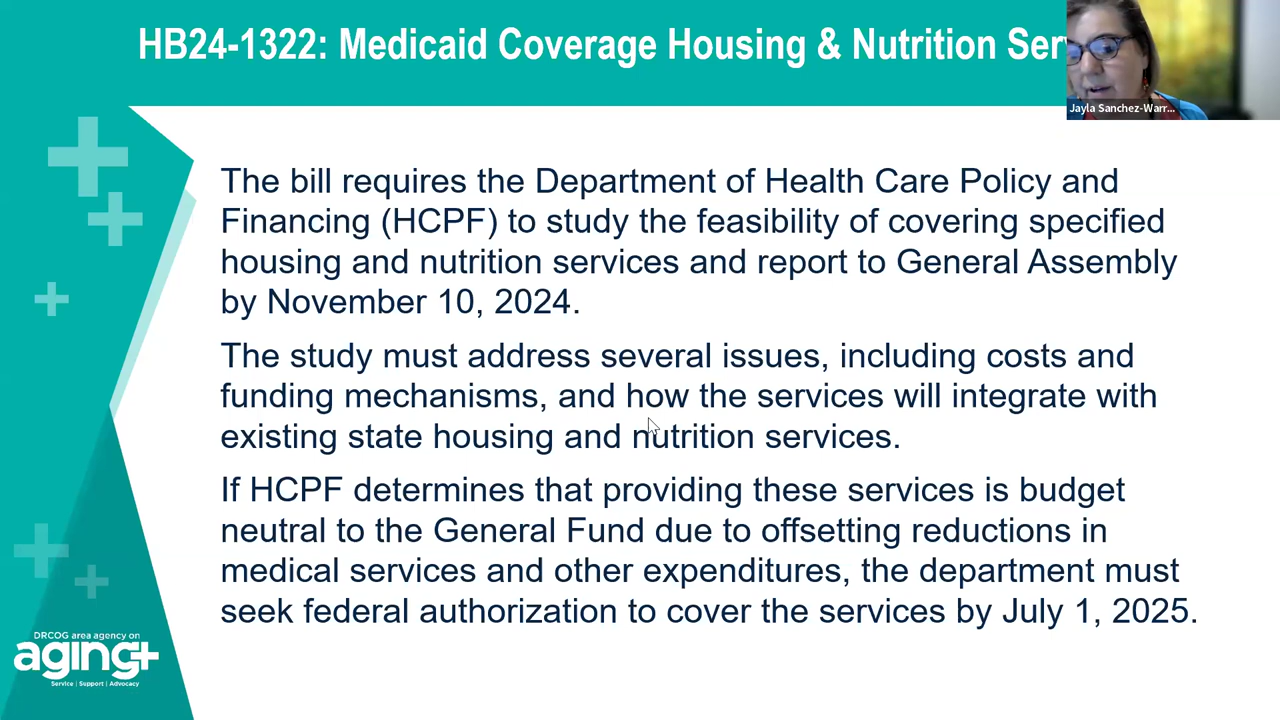 HB24-1322: Medicaid Coverage Housing & Nutrition Ser
Jayla Sanchez-Warr...
The bill requires the Department of Health Care Policy and
Financing (HCPF) to study the feasibility of covering specified
housing and nutrition services and report to General Assembly
by November 10, 2024.
The study must address several issues, including costs and
funding mechanisms, and how the services will integrate with
existing state housing and nutrition services.
If HCPF determines that providing these services is budget
neutral to the General Fund due to offsetting reductions in
medical services and other expenditures, the department must
seek federal authorization to cover the services by July 1, 2025.
DRCOG area agency on
aging+
Service | Support | Advocacy